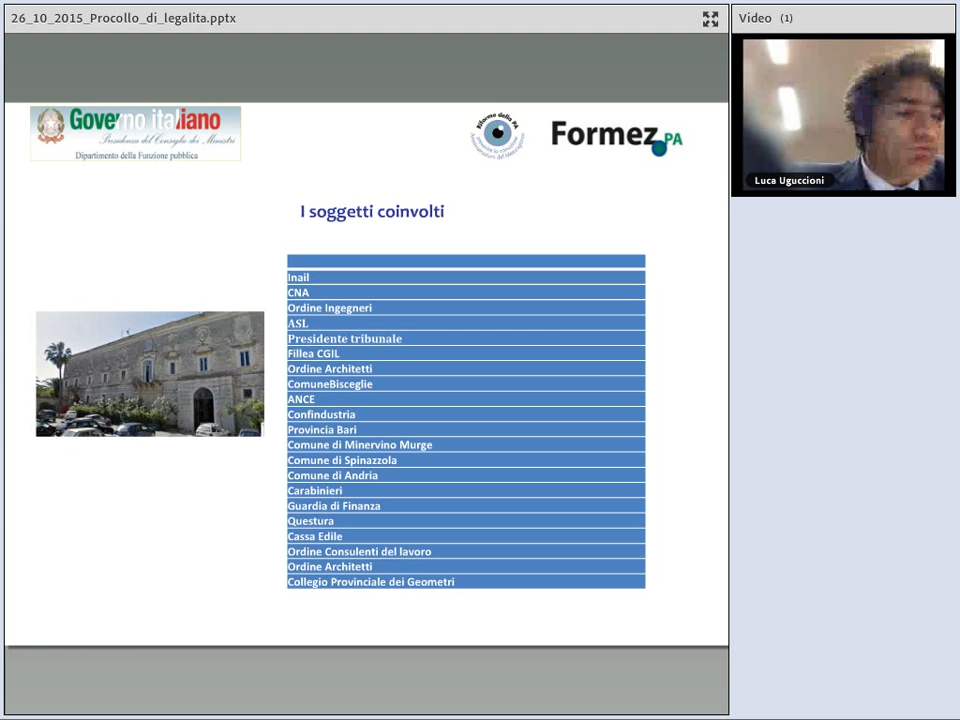 26_10_2015_Procollo_di_legalita.pptx
Video (1)
Governo italiano
Presidenza del Consiglio dei Ministri
Dipartimento della Funzione pubblica
Riforma della PA
Formez PA
Luca Uguccioni
I soggetti coinvolti
Inail
CNA
Ordine Ingegneri
ASL
Presidente tribunale
Fillea CGIL
Ordine Architetti
ComuneBisceglie
ANCE
Confindustria
Provincia Bari
Comune di Minervino Murge
Comune di Spinazzola
Comune di Andria
Carabinieri
Guardia di Finanza
Questura
Cassa Edile
Ordine Consulenti del lavoro
Ordine Architetti
Collegio Provinciale dei Geometri